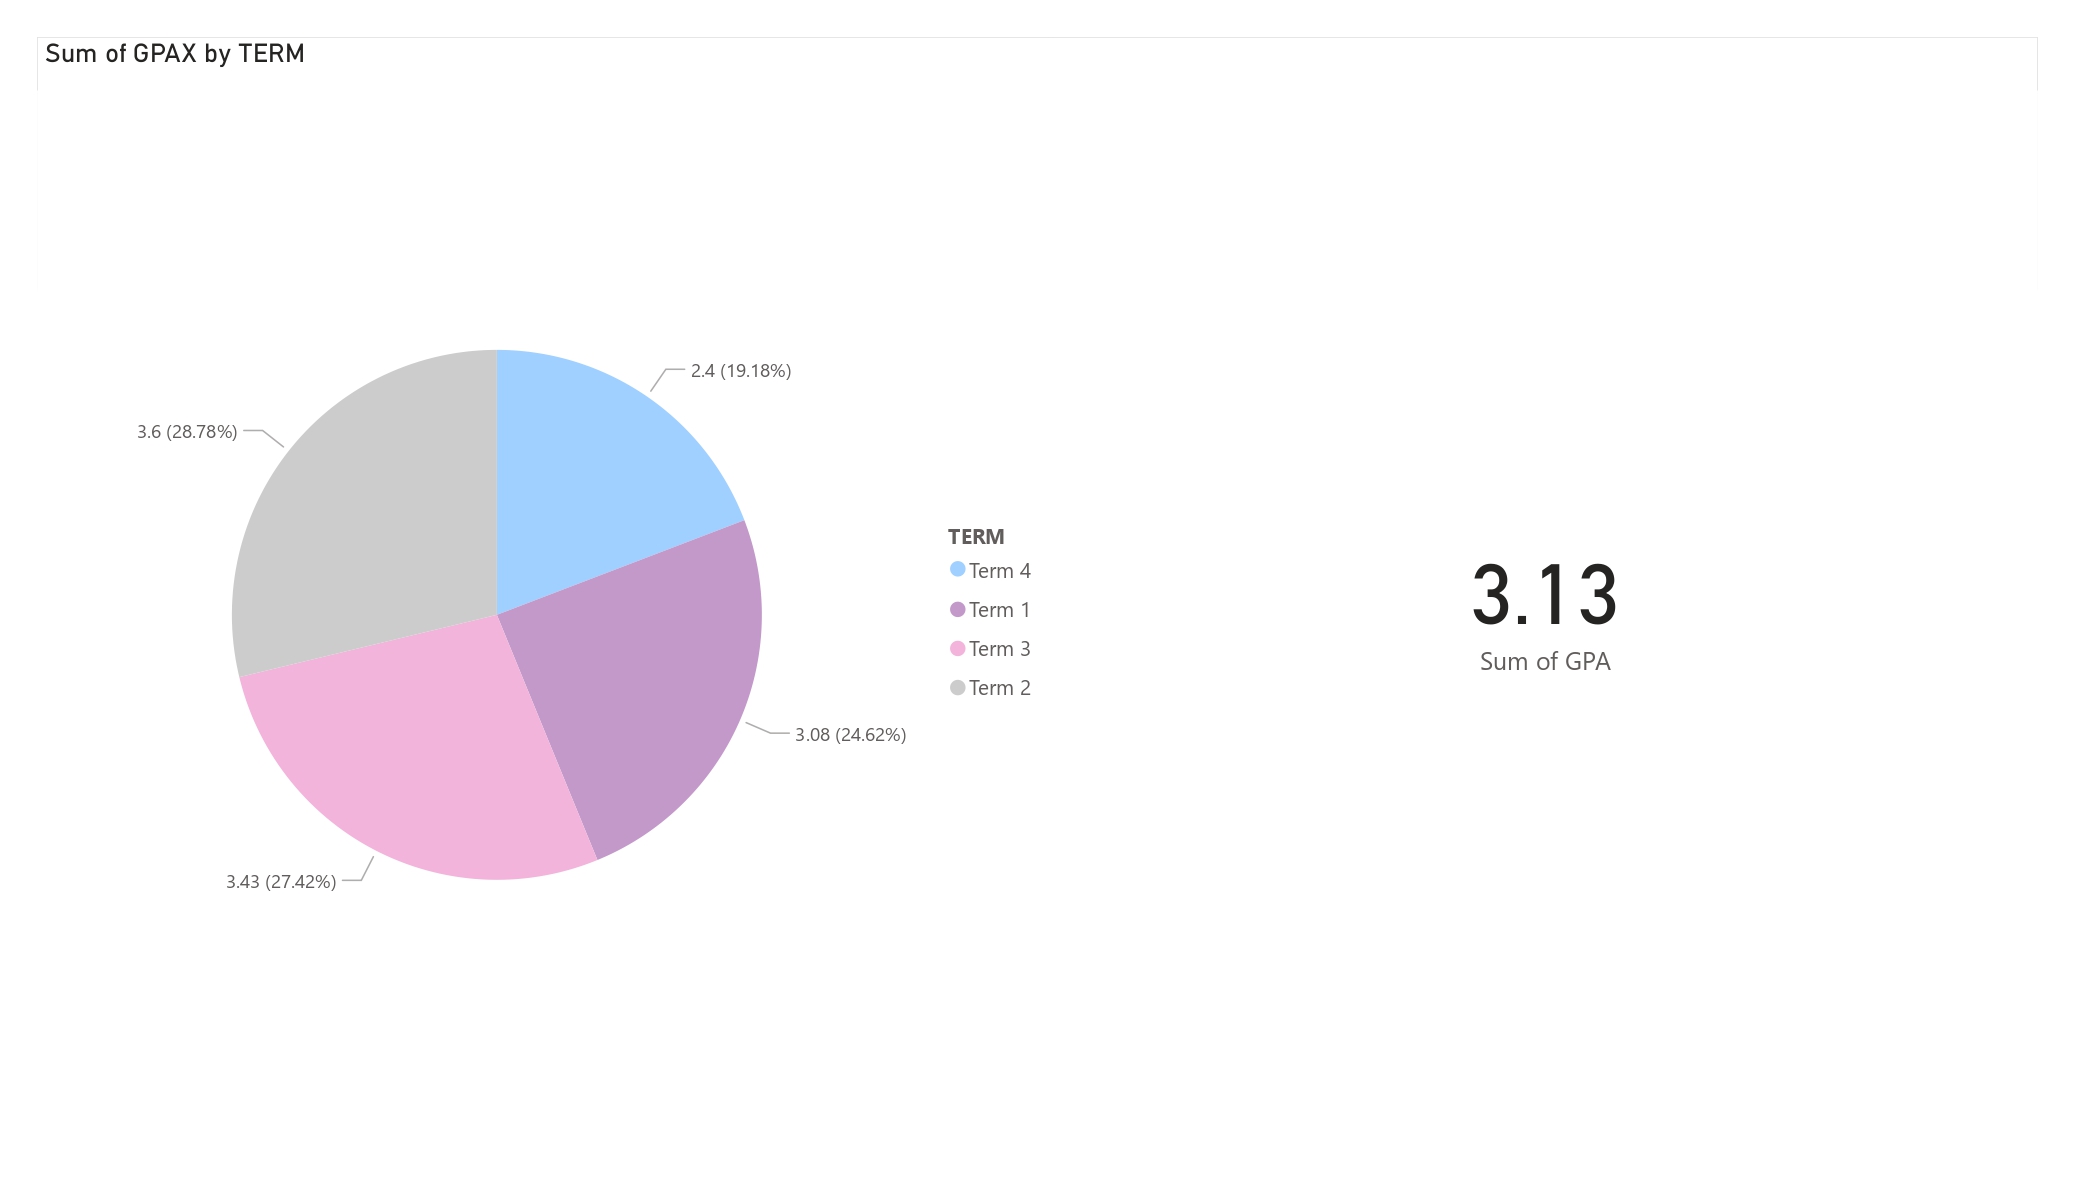 Sum of GPAX by TERM
2.4 (19.18%)
3.6 (28.78%)
3.08 (24.62%)
3.43 (27.42%)
TERM
Term 4
Term 1
Term 3
Term 2
3.13
Sum of GPA